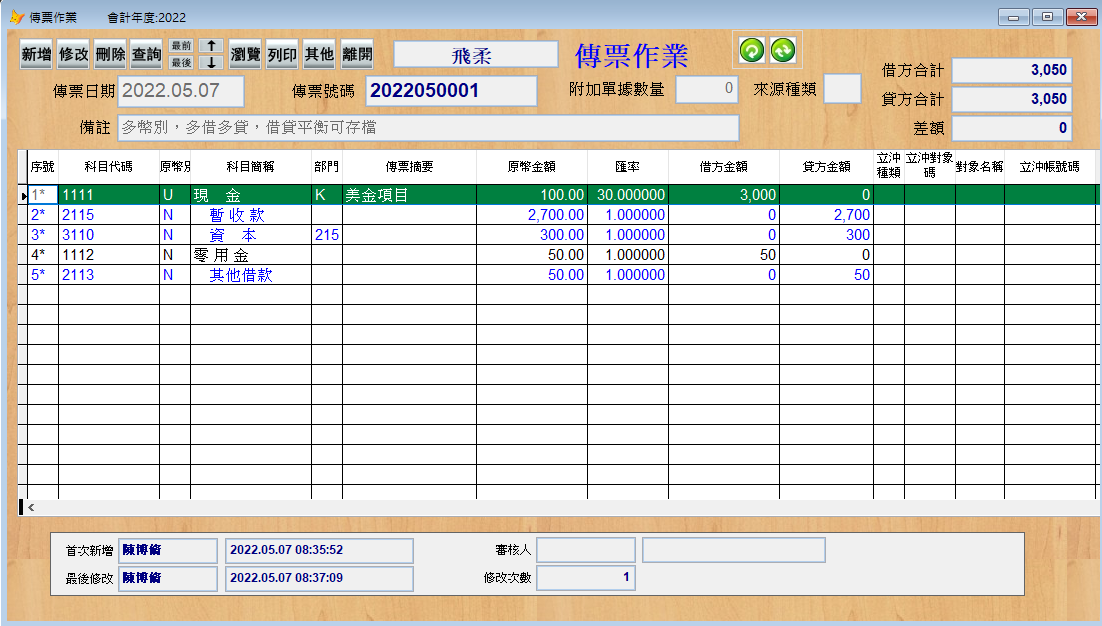 傳票作業 會計年度:2022
新增 修改 刪除 查詢 最前 最後 ↑ ↓ 瀏覽 列印 其他 離開 飛柔 傳票作業
借方合計 3,050
傳票日期 2022.05.07 傳票號碼 2022050001 附加單據數量 0 來源種類
貸方合計 3,050
備註 多幣別，多借多貸，借貸平衡可存檔 差額 0
序號 科目代碼 原幣別 科目簡稱 部門 傳票摘要 原幣金額 匯率 借方金額 貸方金額 立沖種類 立沖對象碼 對象名稱 立沖帳號碼
1* 1111 U 現 金 K 美金項目 100.00 30.000000 3,000 0
2* 2115 N 暫收款 2,700.00 1.000000 0 2,700
3* 3110 N 資 本 215 300.00 1.000000 0 300
4* 1112 N 零用金 50.00 1.000000 50 0
5* 2113 N 其他借款 50.00 1.000000 0 50
首次新增 陳博脩 2022.05.07 08:35:52 審核人
最後修改 陳博脩 2022.05.07 08:37:09 修改次數 1